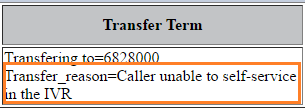 Transfer Term
Transfering to=6828000
Transfer_reason=Caller unable to self-service
in the IVR